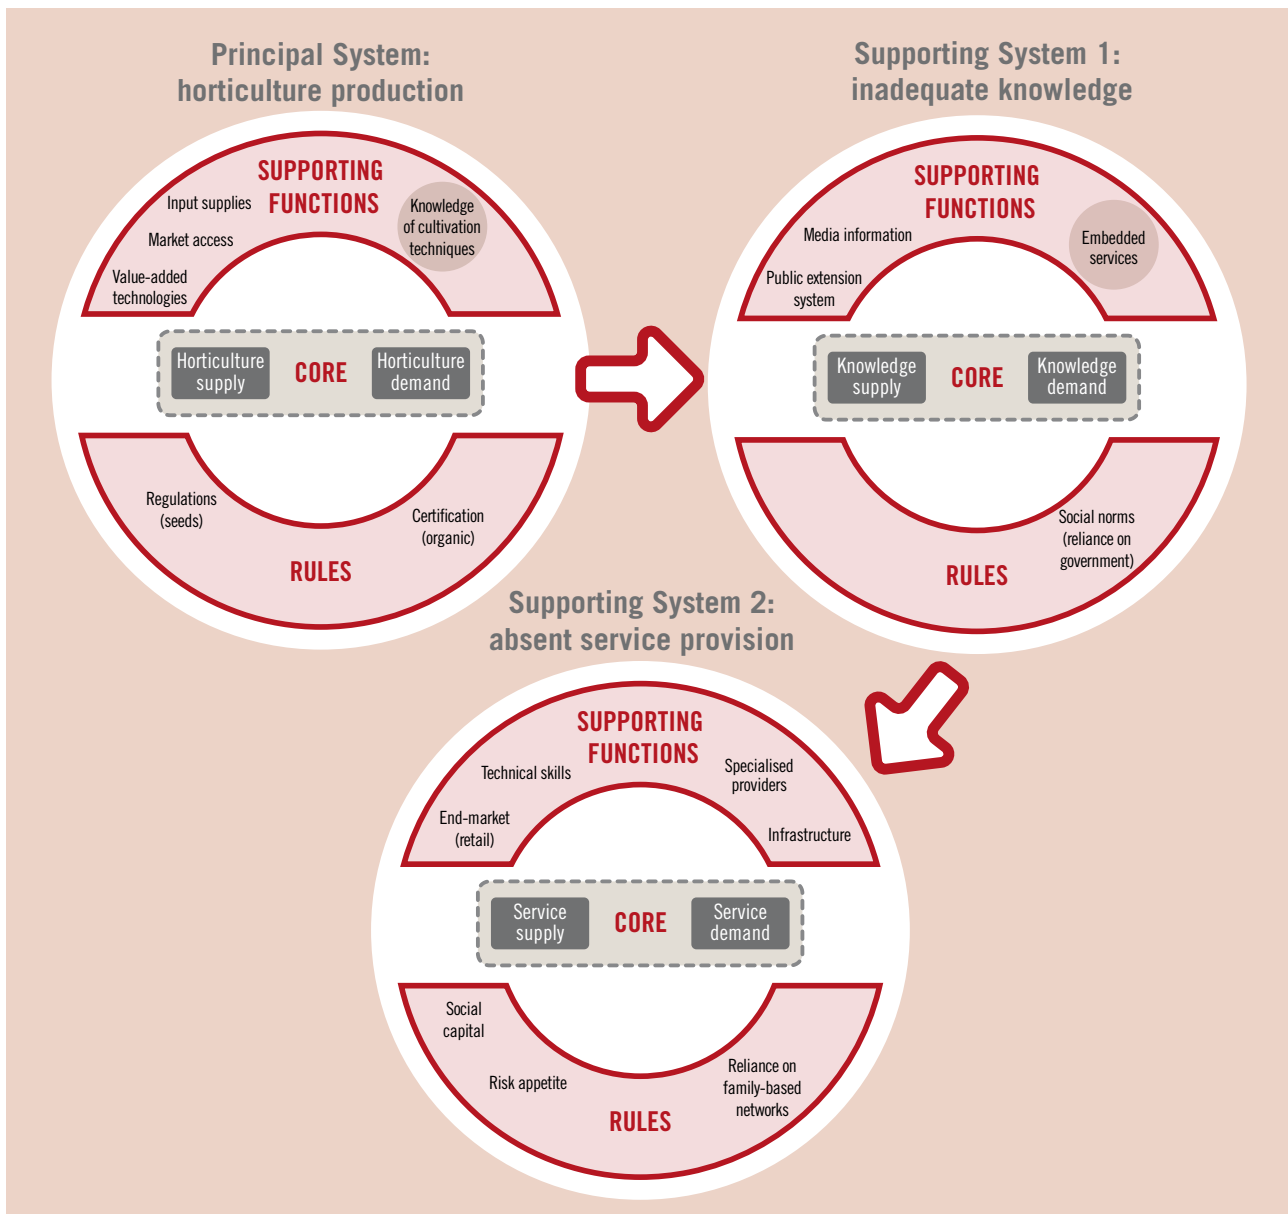 Principal System:
horticulture production
SUPPORTING
FUNCTIONS
Input supplies
Market access
Value-added
technologies
Knowledge
of cultivation
techniques
Horticulture
supply
CORE
Horticulture
demand
Regulations
(seeds)
Certification
(organic)
RULES
Supporting System 1:
inadequate knowledge
SUPPORTING
FUNCTIONS
Media information
Public extension
system
Embedded
services
Knowledge
supply
CORE
Knowledge
demand
Social norms
(reliance on
government)
RULES
Supporting System 2:
absent service provision
SUPPORTING
FUNCTIONS
Technical skills
End-market
(retail)
Specialised
providers
Infrastructure
Service
supply
CORE
Service
demand
Social
capital
Risk appetite
Reliance on
family-based
networks
RULES